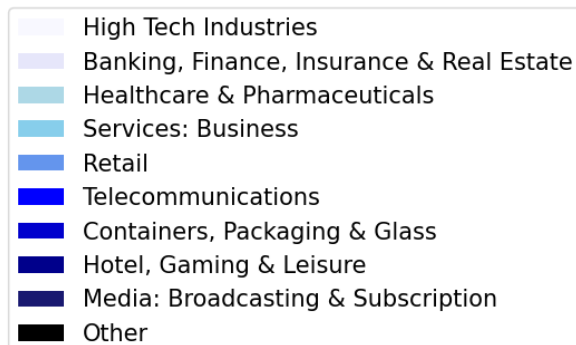 High Tech Industries
Banking, Finance, Insurance & Real Estate
Healthcare & Pharmaceuticals
Services: Business
Retail
Telecommunications
Containers, Packaging & Glass
Hotel, Gaming & Leisure
Media: Broadcasting & Subscription
Other